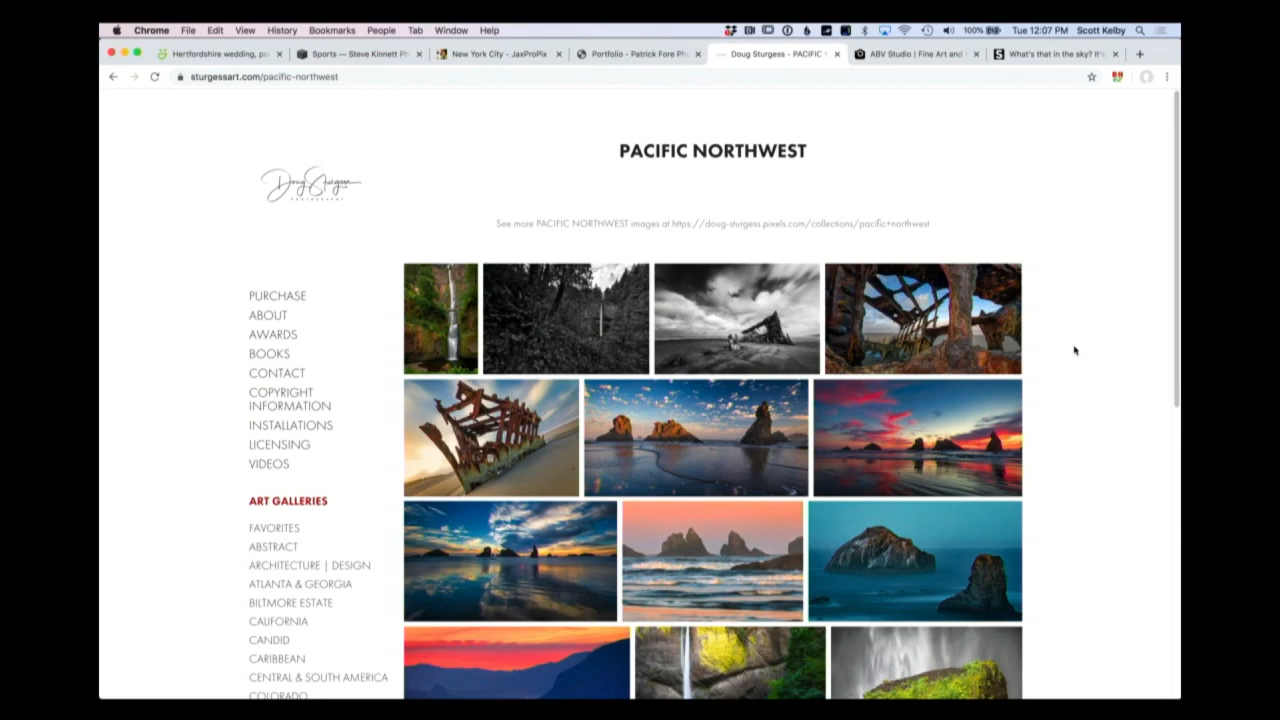 Chrome File Edit View History Bookmarks People Tab Window Help 100% Tue 12:07 PM Scott Kelby
Hertfordshire wedding, po
Sports — Steve Kinnett Ph
New York City - JaxProPix
Portfolio - Patrick Fore Ph
Doug Sturgess - PACIFIC
ABV Studio | Fine Art and
What's that in the sky? It's
sturgessart.com/pacific-northwest
PACIFIC NORTHWEST
Doug Sturgess
PHOTOGRAPHY
See more PACIFIC NORTHWEST images at https://doug-sturgess.pixels.com/collections/pacific+northwest
PURCHASE
ABOUT
AWARDS
BOOKS
CONTACT
COPYRIGHT
INFORMATION
INSTALLATIONS
LICENSING
VIDEOS
ART GALLERIES
FAVORITES
ABSTRACT
ARCHITECTURE | DESIGN
ATLANTA & GEORGIA
BILTMORE ESTATE
CALIFORNIA
CANDID
CARIBBEAN
CENTRAL & SOUTH AMERICA
COLORADO